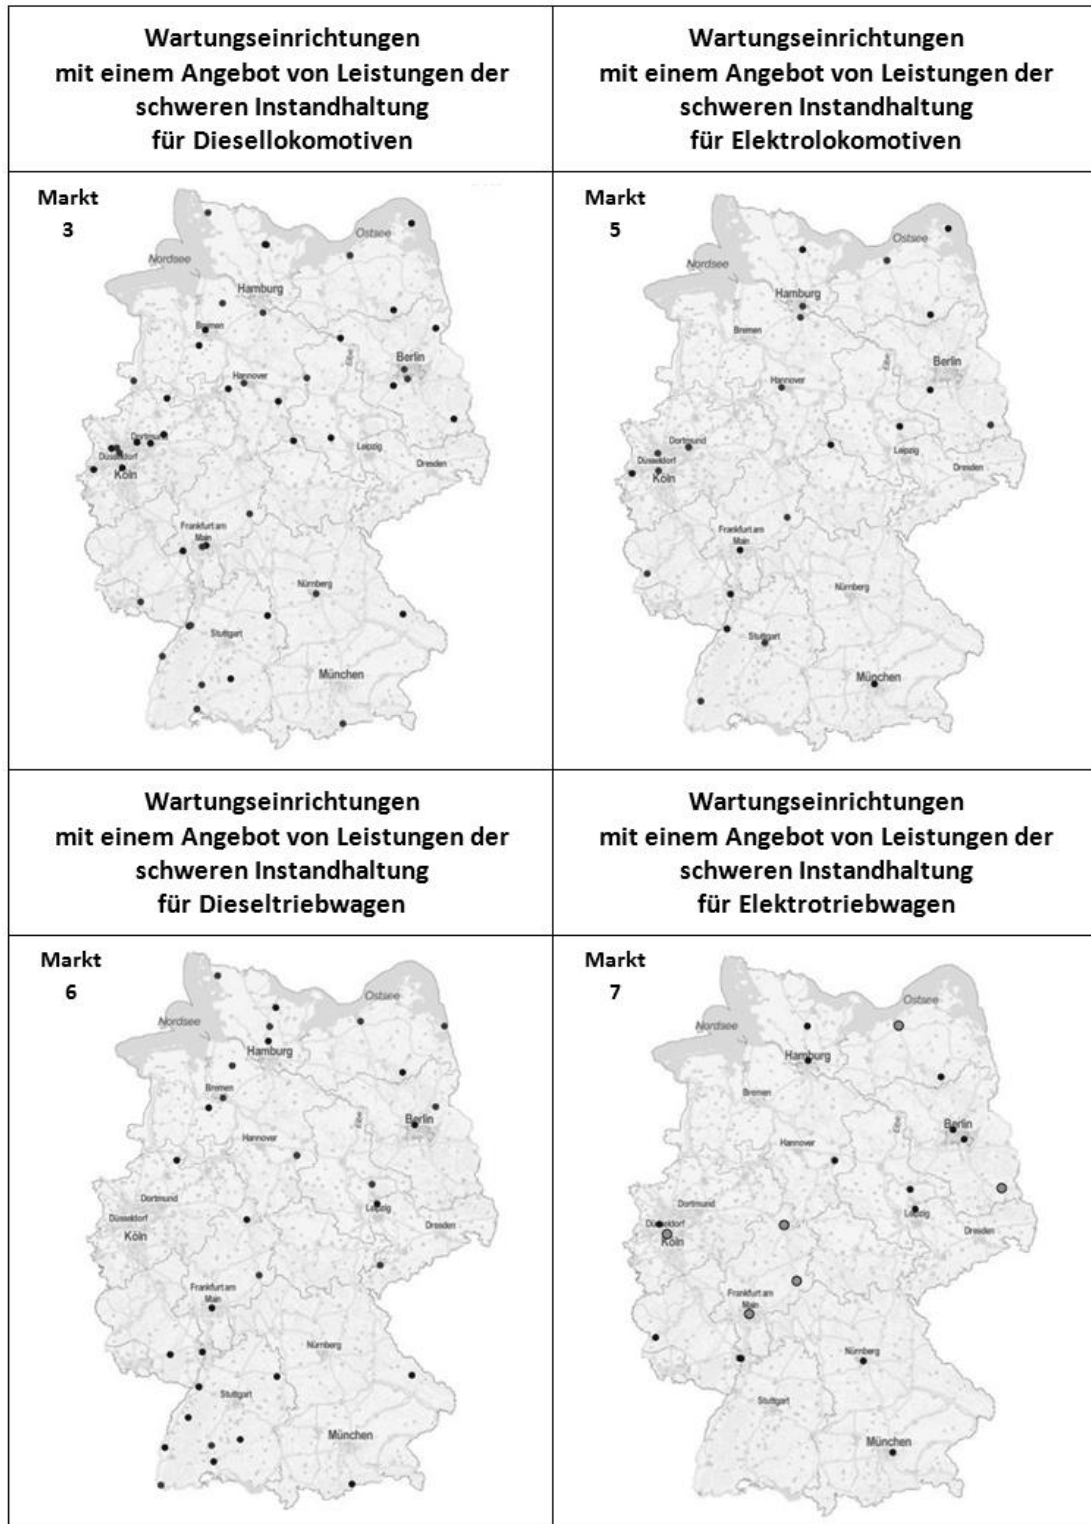 Wartungseinrichtungen
mit einem Angebot von Leistungen der
schweren Instandhaltung
für Diesellokomotiven
Wartungseinrichtungen
mit einem Angebot von Leistungen der
schweren Instandhaltung
für Elektrolokomotiven
Markt
3
Ostsee
Nordsee
Hamburg
Bremen
Elbe
Berlin
Hannover
Dortmund
Leipzig
Düsseldorf
Dresden
Köln
Frankfurt am
Main
Nürnberg
Stuttgart
München
Markt
5
Ostsee
Nordsee
Hamburg
Bremen
Elbe
Berlin
Hannover
Dortmund
Leipzig
Düsseldorf
Dresden
Köln
Frankfurt am
Main
Nürnberg
Stuttgart
München
Wartungseinrichtungen
mit einem Angebot von Leistungen der
schweren Instandhaltung
für Dieseltriebwagen
Wartungseinrichtungen
mit einem Angebot von Leistungen der
schweren Instandhaltung
für Elektrotriebwagen
Markt
6
Ostsee
Nordsee
Hamburg
Bremen
Elbe
Berlin
Hannover
Dortmund
Leipzig
Düsseldorf
Dresden
Köln
Frankfurt am
Main
Nürnberg
Stuttgart
München
Markt
7
Ostsee
Nordsee
Hamburg
Bremen
Elbe
Berlin
Hannover
Dortmund
Leipzig
Düsseldorf
Dresden
Köln
Frankfurt am
Main
Nürnberg
Stuttgart
München